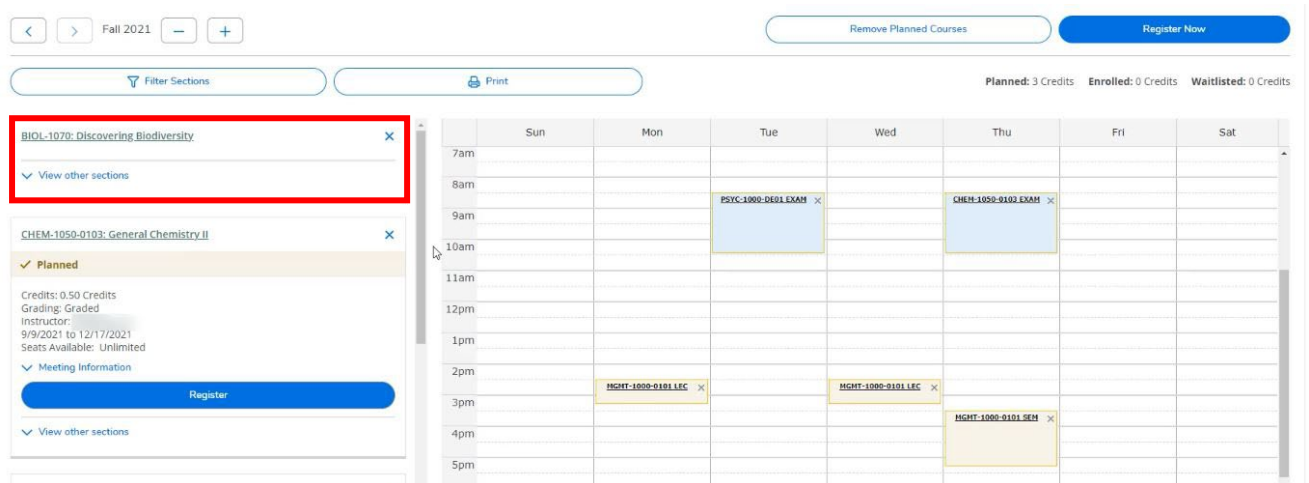 Fall 2021
Remove Planned Courses
Register Now
Filter Sections
Print
Planned: 3 Credits Enrolled: 0 Credits Waitlisted: 0 Credits
BIOL-1070: Discovering Biodiversity
View other sections
CHEM-1050-0103: General Chemistry II
Planned
Credits: 0.50 Credits
Grading: Graded
Instructor:
9/9/2021 to 12/17/2021
Seats Available: Unlimited
Meeting Information
Register
View other sections
Sun Mon Tue Wed Thu Fri Sat
7am
8am
PSYC-1000-DE01 EXAM CHEM-1050-0103 EXAM
9am
10am
11am
12pm
1pm
2pm
MGMT-1000-0101 LEC MGMT-1000-0101 LEC
3pm
MGMT-1000-0101 SEM
4pm
5pm